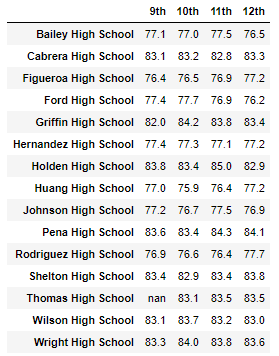 9th 10th 11th 12th
Bailey High School 77.1 77.0 77.5 76.5
Cabrera High School 83.1 83.2 82.8 83.3
Figueroa High School 76.4 76.5 76.9 77.2
Ford High School 77.4 77.7 76.9 76.2
Griffin High School 82.0 84.2 83.8 83.4
Hernandez High School 77.4 77.3 77.1 77.2
Holden High School 83.8 83.4 85.0 82.9
Huang High School 77.0 75.9 76.4 77.2
Johnson High School 77.2 76.7 77.5 76.9
Pena High School 83.6 83.4 84.3 84.1
Rodriguez High School 76.9 76.6 76.4 77.7
Shelton High School 83.4 82.9 83.4 83.8
Thomas High School nan 83.1 83.5 83.5
Wilson High School 83.1 83.7 83.2 83.0
Wright High School 83.3 84.0 83.8 83.6